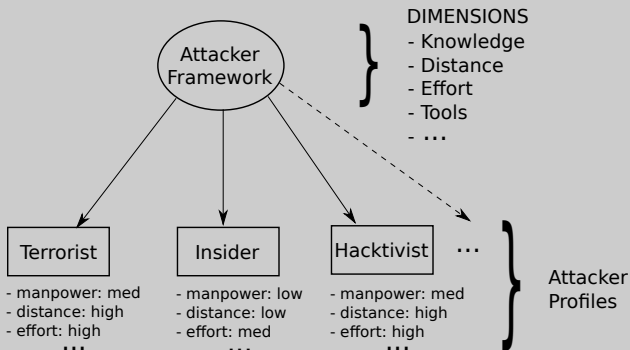 DIMENSIONS
- Knowledge
- Distance
- Effort
- Tools
- ...
Attacker
Framework
Terrorist
- manpower: med
- distance: high
- effort: high
...
Insider
- manpower: low
- distance: low
- effort: med
...
Hacktivist
- manpower: med
- distance: high
- effort: high
...
...
Attacker
Profiles